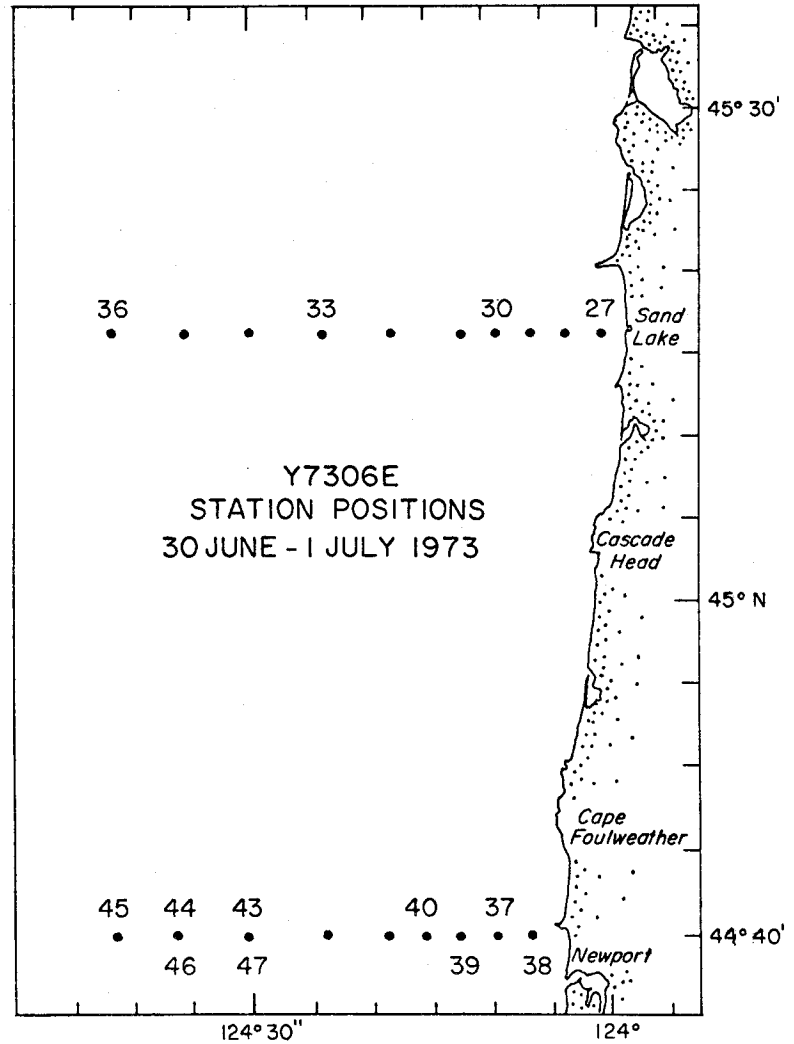 45° 30'
36 33 30 27
Sand
Lake
Y7306E
STATION POSITIONS
30 JUNE - 1 JULY 1973
Cascade
Head
45° N
Cape
Foulweather
45 44 43 40 37
44° 40'
46 47 39 38
Newport
124° 30"
124°